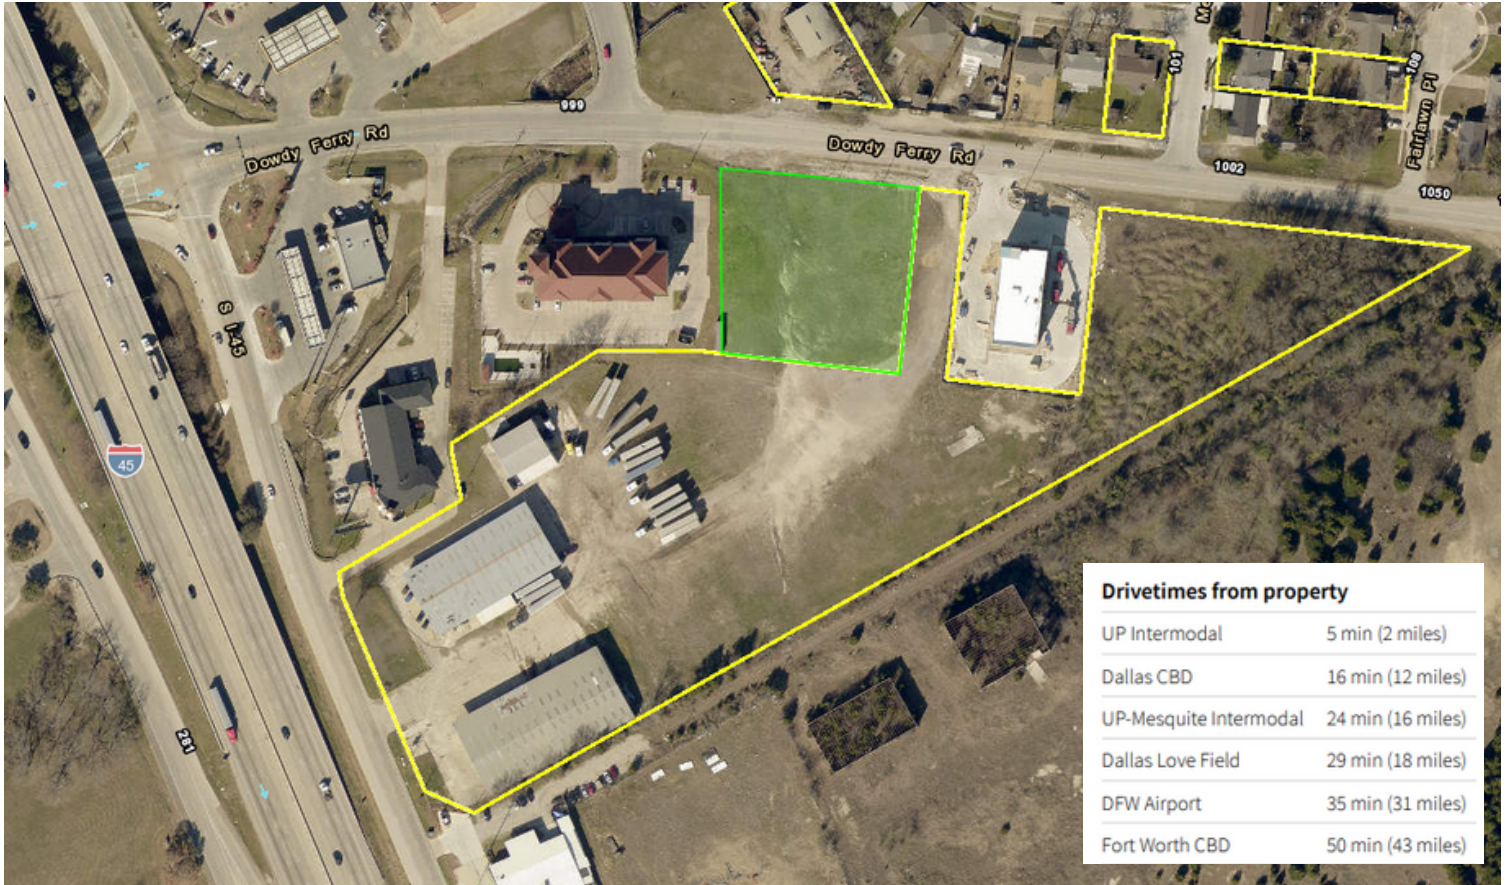 Mo
101
108
Fairlawn Pl
999
Dowdy Ferry Rd
Dowdy Ferry Rd
1002
1050
S I-45
45
281
Drivetimes from property
UP Intermodal 5 min (2 miles)
Dallas CBD 16 min (12 miles)
UP-Mesquite Intermodal 24 min (16 miles)
Dallas Love Field 29 min (18 miles)
DFW Airport 35 min (31 miles)
Fort Worth CBD 50 min (43 miles)